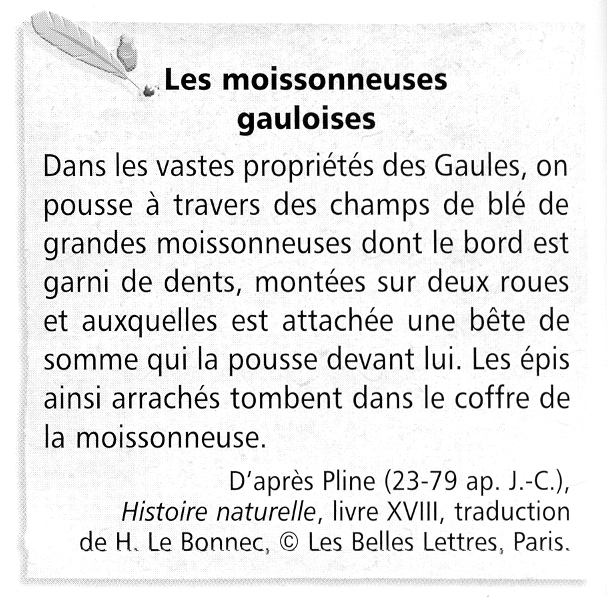 Les moissonneuses
gauloises
Dans les vastes propriétés des Gaules, on
pousse à travers des champs de blé de
grandes moissonneuses dont le bord est
garni de dents, montées sur deux roues
et auxquelles est attachée une bête de
somme qui la pousse devant lui. Les épis
ainsi arrachés tombent dans le coffre de
la moissonneuse.
D'après Pline (23-79 ap. J.-C.),
Histoire naturelle, livre XVIII, traduction
de H. Le Bonnec, © Les Belles Lettres, Paris.